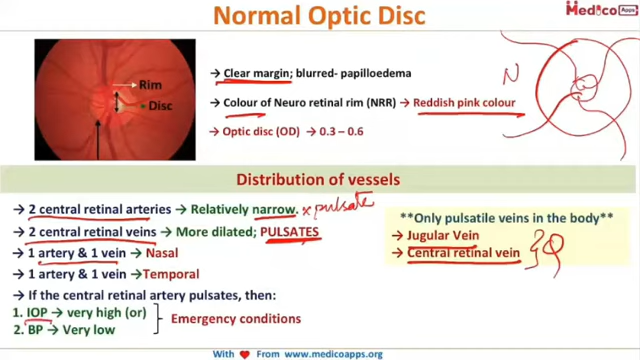 Normal Optic Disc
MedicoApps
Rim
Disc
→ Clear margin; blurred- papilloedema
→ Colour of Neuro retinal rim (NRR) → Reddish pink colour
→ Optic disc (OD) → 0.3 – 0.6
N
Distribution of vessels
→ 2 central retinal arteries → Relatively narrow. x pulsate
→ 2 central retinal veins → More dilated; PULSATES
→ 1 artery & 1 vein → Nasal
→ 1 artery & 1 vein →Temporal
→ If the central retinal artery pulsates, then:
1. IOP → very high (or)
2. BP → Very low
Emergency conditions
**Only pulsatile veins in the body**
→ Jugular Vein
→ Central retinal vein
Q
With ❤ From www.medicoapps.org